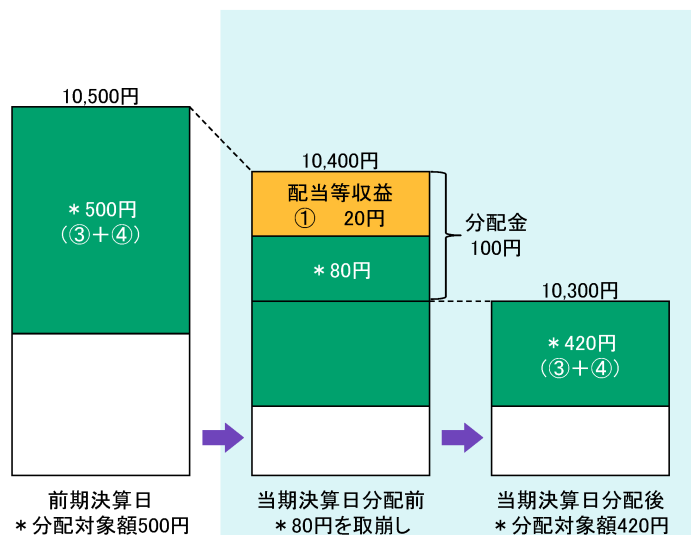 10,500円
＊500円
(③＋④)
前期決算日
＊分配対象額500円
10,400円
配当等収益
① 20円
＊80円
分配金
100円
当期決算日分配前
＊80円を取崩し
10,300円
＊420円
(③＋④)
当期決算日分配後
＊分配対象額420円